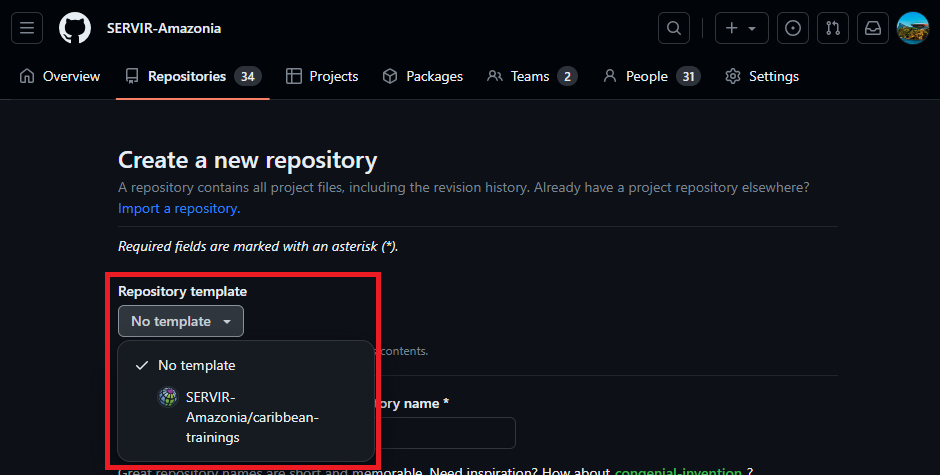 SERVIR-Amazonia
Overview Repositories 34 Projects Packages Teams 2 People 31 Settings
Create a new repository
A repository contains all project files, including the revision history. Already have a project repository elsewhere?
Import a repository.
Required fields are marked with an asterisk (*).
Repository template
No template
contents.
No template
SERVIR-
Amazonia/caribbean-
trainings
name *
Great repository names are short and memorable. Need inspiration? How about congenial-invention ?